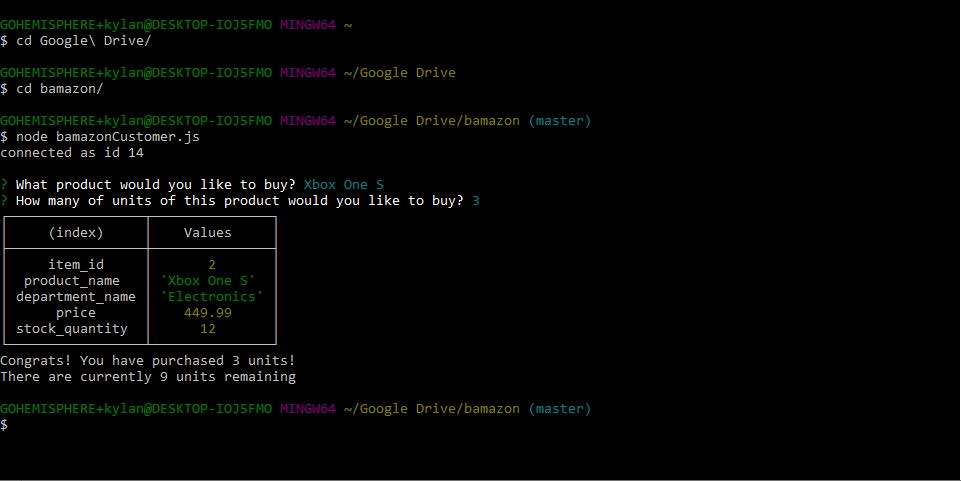 GOHEMISPHERE+kylan@DESKTOP-IOJ5FMO MINGW64 ~
$ cd Google\ Drive/
GOHEMISPHERE+kylan@DESKTOP-IOJ5FMO MINGW64 ~/Google Drive
$ cd bamazon/
GOHEMISPHERE+kylan@DESKTOP-IOJ5FMO MINGW64 ~/Google Drive/bamazon (master)
$ node bamazonCustomer.js
connected as id 14
? What product would you like to buy? Xbox One S
? How many of units of this product would you like to buy? 3
(index) Values
item_id 2
product_name 'Xbox One S'
department_name 'Electronics'
price 449.99
stock_quantity 12
Congrats! You have purchased 3 units!
There are currently 9 units remaining
GOHEMISPHERE+kylan@DESKTOP-IOJ5FMO MINGW64 ~/Google Drive/bamazon (master)
$